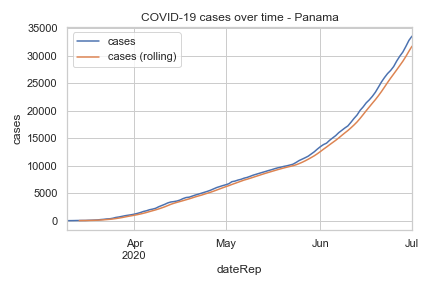 COVID-19 cases over time - Panama
cases
cases (rolling)
35000
30000
25000
20000
15000
10000
5000
0
cases
Apr
2020
May
Jun
Jul
dateRep